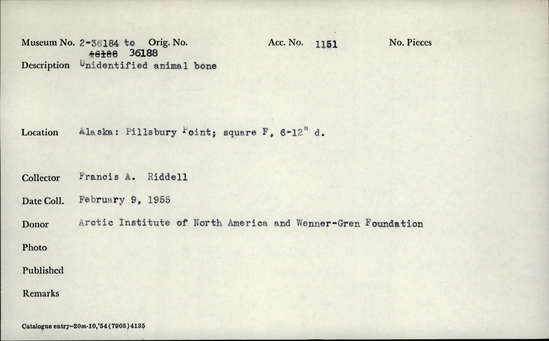 Museum No. 2-36184 to Orig. No. Acc. No. 1151 No. Pieces
46188 36188
Description Unidentified animal bone
Location Alaska: Pillsbury Point; square F, 6-12" d.
Collector Francis A. Riddell
Date Coll. February 9, 1955
Donor Arctic Institute of North America and Wenner-Gren Foundation
Photo
Published
Remarks
Catalogue entry—20m-10,'54(7905)4135